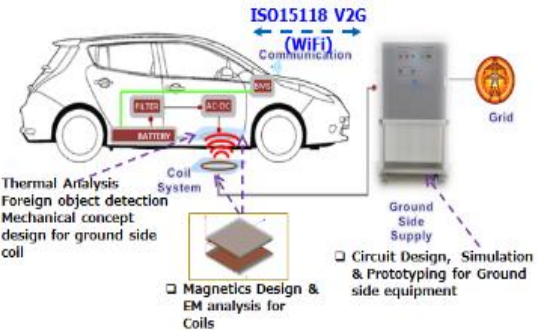 ISO15118 V2G
(WiFi)
Communication
BMS
FILTER
AC-DC
BATTERY
Grid
Coil
System
Thermal Analysis
Foreign object detection
Mechanical concept
design for ground side
coil
Ground
Side
Supply
❑ Circuit Design, Simulation
& Prototyping for Ground
side equipment
❑ Magnetics Design &
EM analysis for
Coils